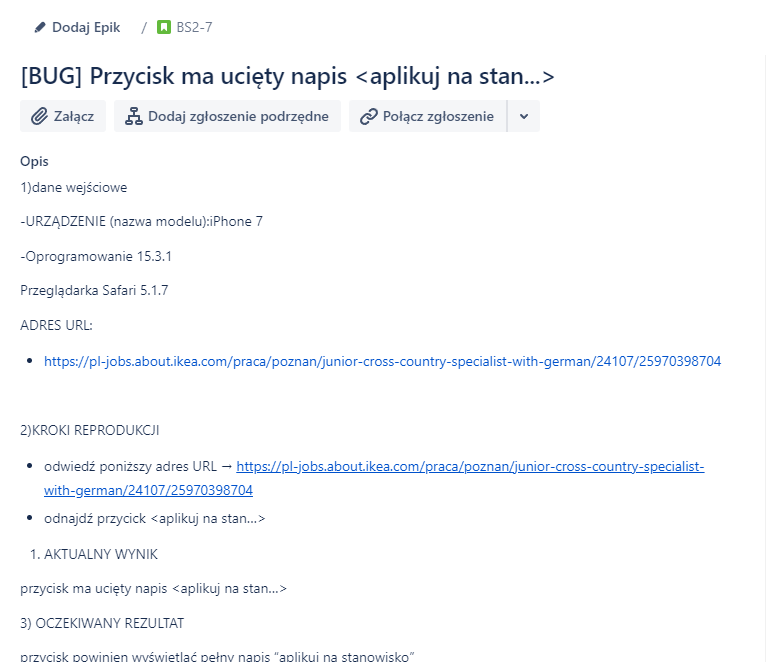 Dodaj Epik / BS2-7
[BUG] Przycisk ma ucięty napis <aplikuj na stan...>
Załącz Dodaj zgłoszenie podrzędne Połącz zgłoszenie
Opis
1)dane wejściowe
-URZĄDZENIE (nazwa modelu):iPhone 7
-Oprogramowanie 15.3.1
Przeglądarka Safari 5.1.7
ADRES URL:
• https://pl-jobs.about.ikea.com/praca/poznan/junior-cross-country-specialist-with-german/24107/25970398704
2)KROKI REPRODUKCJI
• odwiedź poniższy adres URL → https://pl-jobs.about.ikea.com/praca/poznan/junior-cross-country-specialist-
with-german/24107/25970398704
• odnajdź przycick <aplikuj na stan...>
1. AKTUALNY WYNIK
przycisk ma ucięty napis <aplikuj na stan...>
3) OCZEKIWANY REZULTAT
przycisk powinien wyświetlać pełny napis “aplikuj na stanowisko”